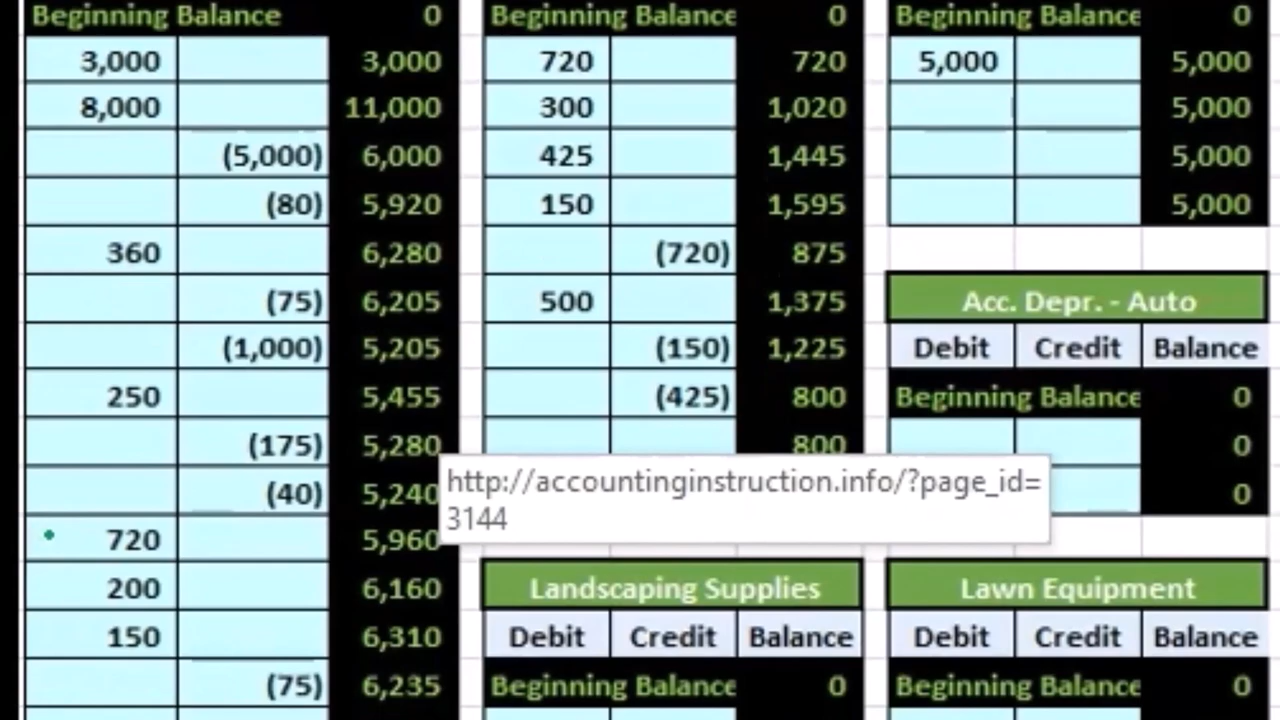 Beginning Balance 0 Beginning Balance 0 Beginning Balance 0
3,000 3,000 720 720 5,000 5,000
8,000 11,000 300 1,020 5,000
(5,000) 6,000 425 1,445 5,000
(80) 5,920 150 1,595 5,000
360 6,280 (720) 875
(75) 6,205 500 1,375 Acc. Depr. - Auto
(1,000) 5,205 (150) 1,225 Debit Credit Balance
250 5,455 (425) 800 Beginning Balance 0
(175) 5,280 800 0
(40) 5,240 0
http://accountinginstruction.info/?page_id=
3144
720 5,960
200 6,160 Landscaping Supplies Lawn Equipment
150 6,310 Debit Credit Balance Debit Credit Balance
(75) 6,235 Beginning Balance 0 Beginning Balance 0